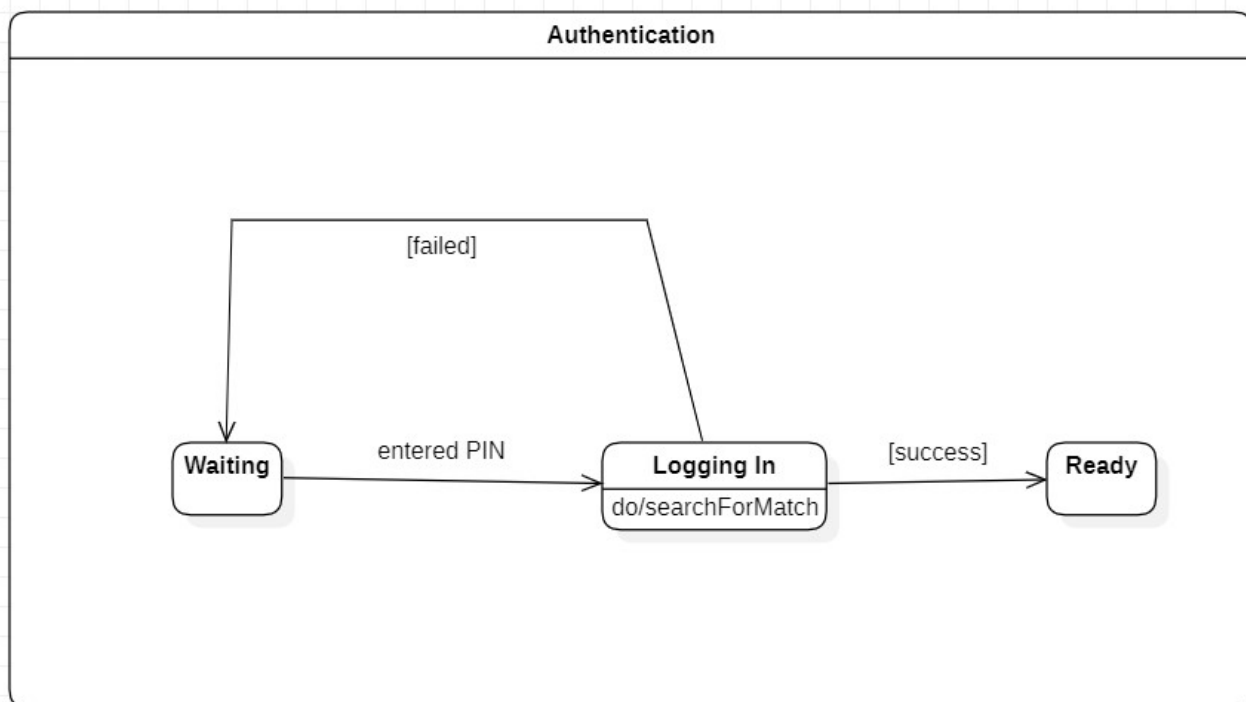 Authentication
[failed]
Waiting
entered PIN
Logging In
do/searchForMatch
[success]
Ready